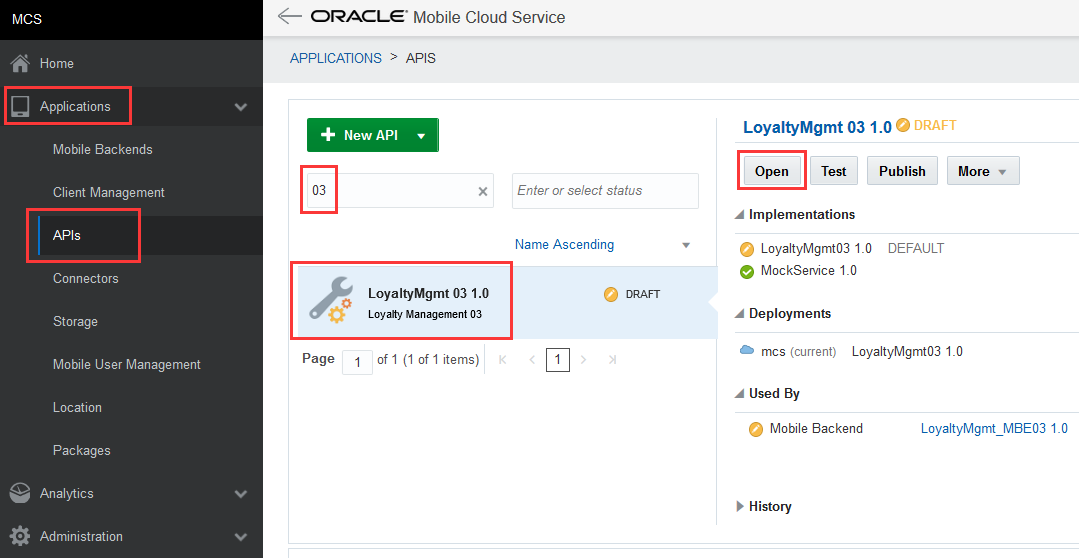 MCS
Home
Applications
Mobile Backends
Client Management
APIs
Connectors
Storage
Mobile User Management
Location
Packages
Analytics
Administration
ORACLE® Mobile Cloud Service
APPLICATIONS > APIS
New API
03
Enter or select status
Name Ascending
LoyaltyMgmt 03 1.0
Loyalty Management 03
DRAFT
Page 1 of 1 (1 of 1 items) 1
LoyaltyMgmt 03 1.0 DRAFT
Open Test Publish More
Implementations
LoyaltyMgmt03 1.0 DEFAULT
MockService 1.0
Deployments
mcs (current) LoyaltyMgmt03 1.0
Used By
Mobile Backend LoyaltyMgmt_MBE03 1.0
History